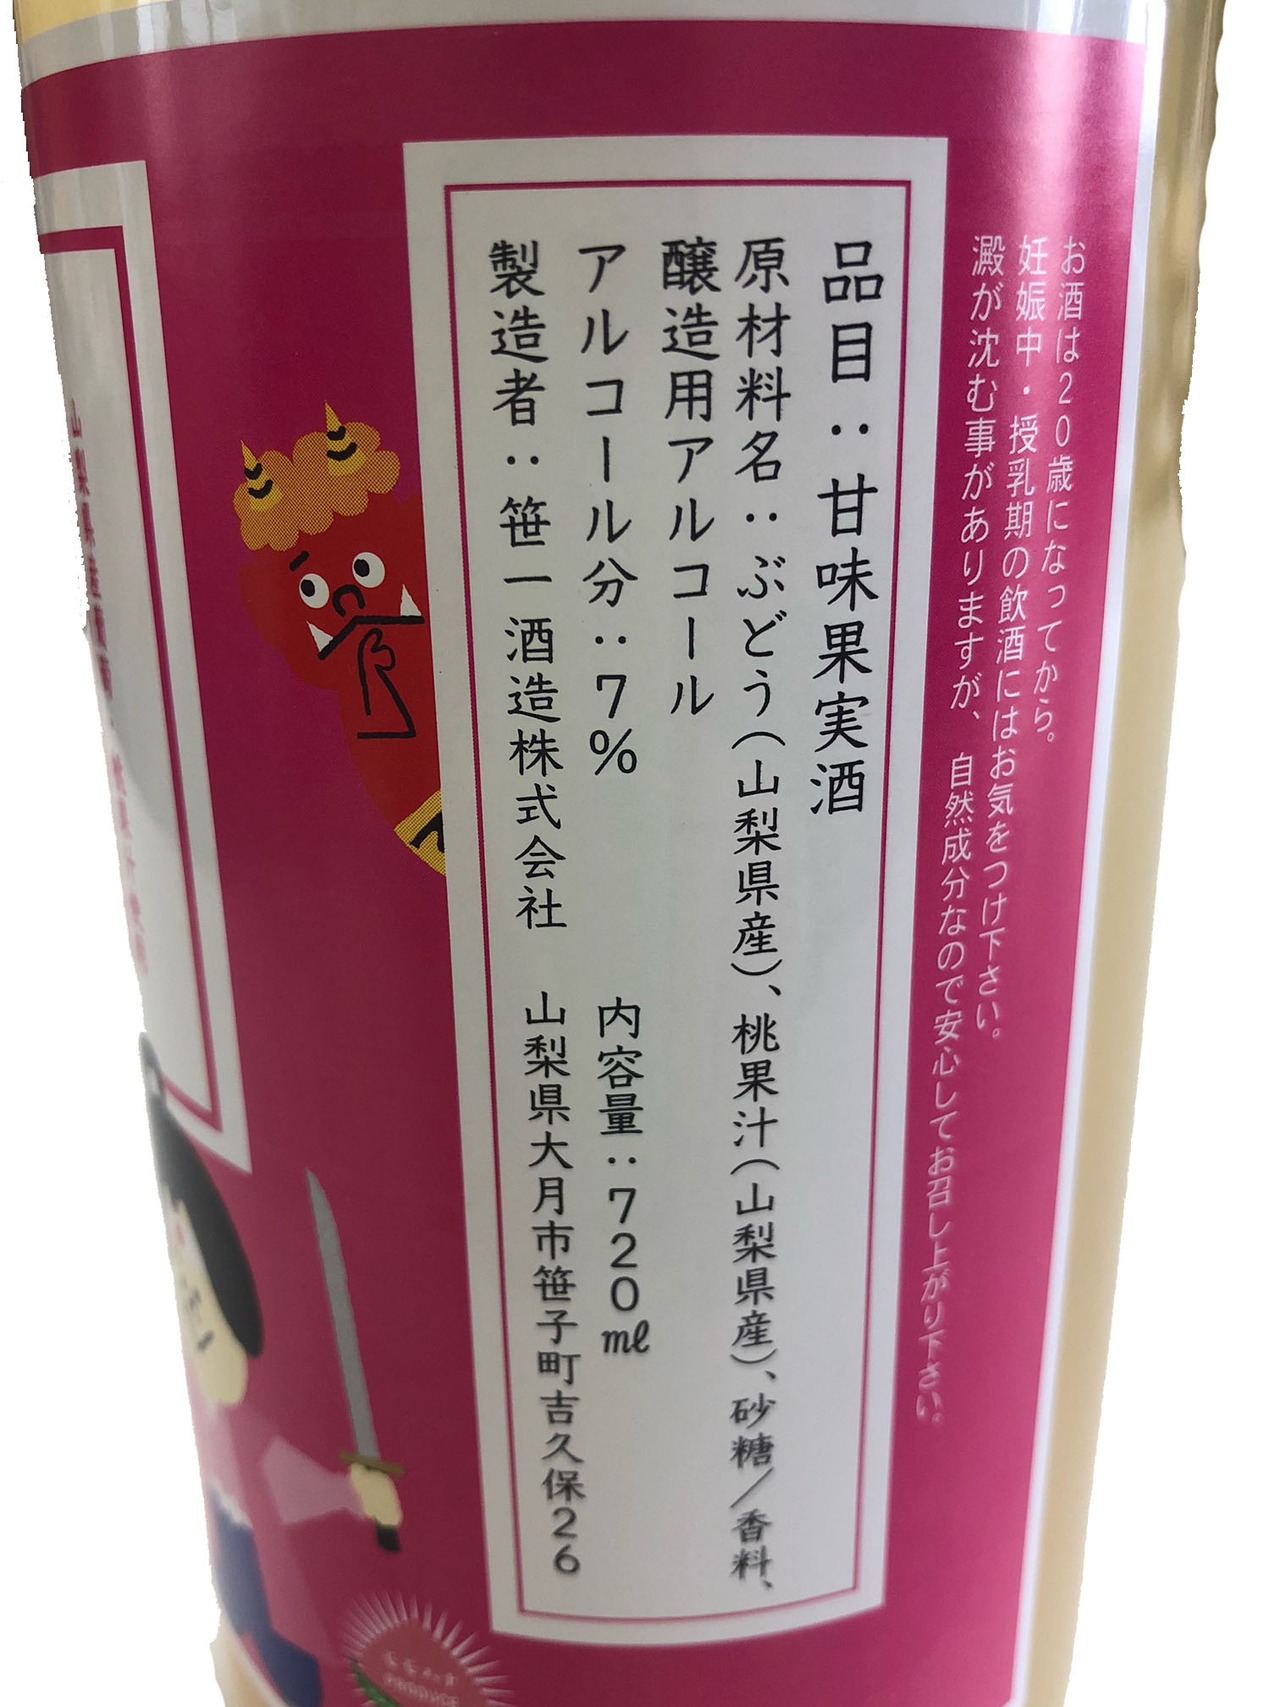 お酒は20歳になってから。
妊娠中・授乳期の飲酒にはお気をつけ下さい。
澱が沈む事がありますが、自然成分なので安心してお召し上がり下さい。
品目：甘味果実酒
原材料名：ぶどう(山梨県産)、桃果汁(山梨県産)、砂糖/香料、
醸造用アルコール
アルコール分：7% 内容量：720㎖
製造者：笹一酒造株式会社 山梨県大月市笹子町吉久保26
山梨県産
PRODUCE